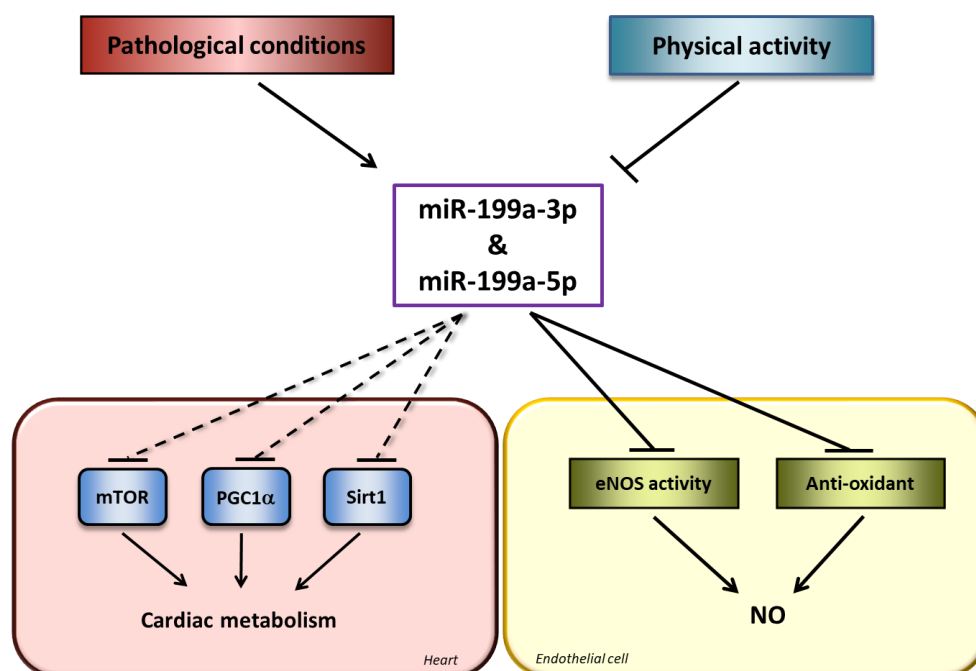 Pathological conditions
Physical activity
miR-199a-3p
&
miR-199a-5p
mTOR
PGC1α
Sirt1
eNOS activity
Anti-oxidant
Cardiac metabolism
NO
Heart
Endothelial cell